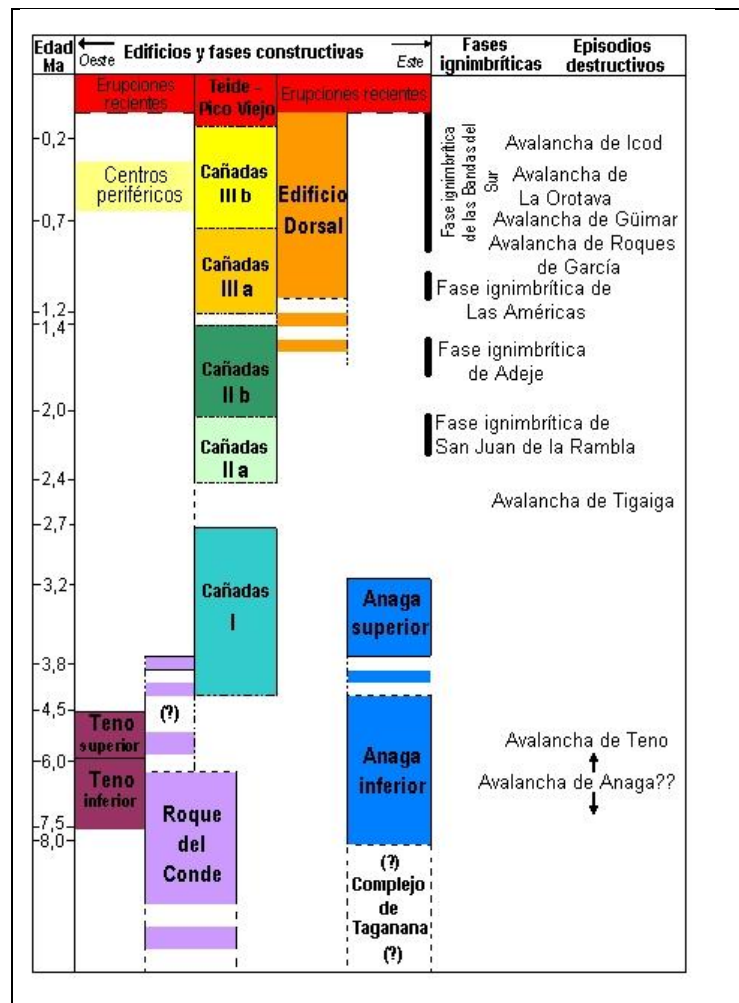 Edad
Ma
Oeste
Edificios y fases constructivas
Este
Fases
ignimbríticas
Episodios
destructivos
Erupciones
recientes
Teide -
Pico Viejo
Erupciones recientes
-0,2
-0,7
-1,2
-1,4
-2,0
-2,4
-2,7
-3,2
-3,8
-4,5
-6,0
-7,5
-8,0
Centros
periféricos
Cañadas
III b
Cañadas
III a
Cañadas
II b
Cañadas
II a
Cañadas
I
Edificio
Dorsal
Anaga
superior
Anaga
inferior
(?)
Complejo
de
Taganana
(?)
Teno
superior
Teno
inferior
(?)
Roque
del
Conde
Fase ignimbrítica
de las Bandas del
Sur
Avalancha de Icod
Avalancha de
La Orotava
Avalancha de Güimar
Avalancha de Roques
de García
Fase ignimbrítica de
Las Américas
Fase ignimbrítica
de Adeje
Fase ignimbrítica de
San Juan de la Rambla
Avalancha de Tigaiga
Avalancha de Teno
Avalancha de Anaga??